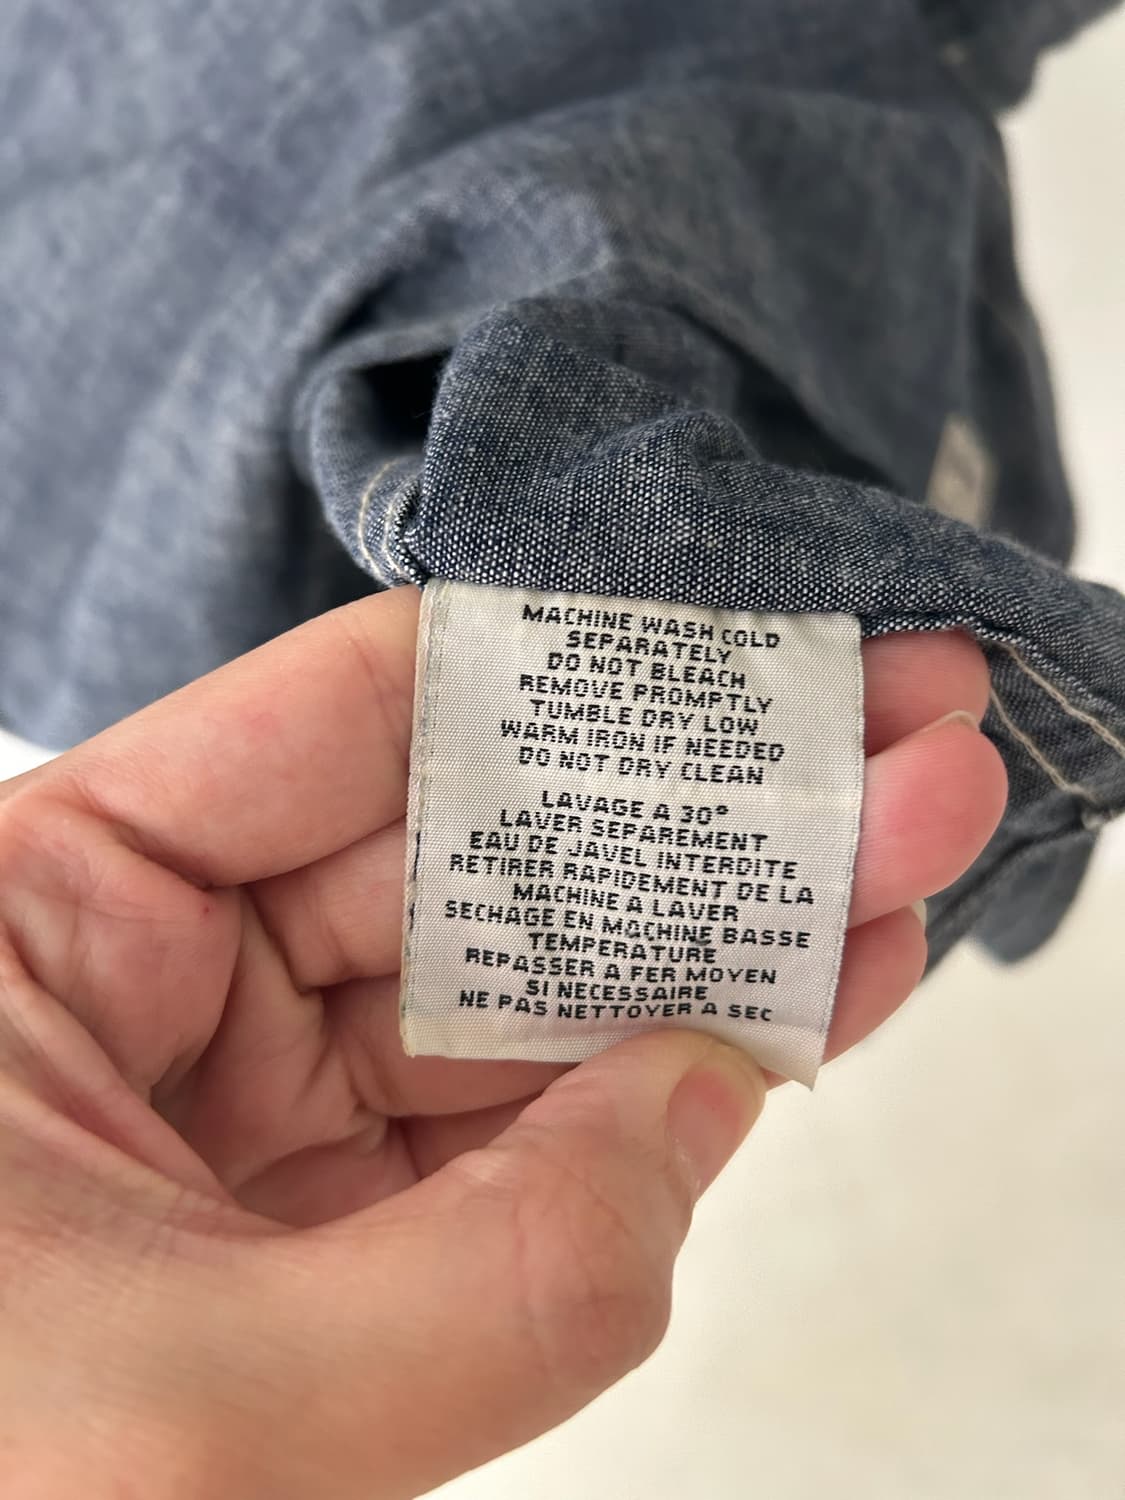 MACHINE WASH COLD
SEPARATELY
DO NOT BLEACH
REMOVE PROMPTLY
TUMBLE DRY LOW
WARM IRON IF NEEDED
DO NOT DRY CLEAN
LAVAGE A 30°
LAVER SEPAREMENT
EAU DE JAVEL INTERDITE
RETIRER RAPIDEMENT DE LA
MACHINE A LAVER
SECHAGE EN MACHINE BASSE
TEMPERATURE
REPASSER A FER MOYEN
SI NECESSAIRE
NE PAS NETTOYER A SEC